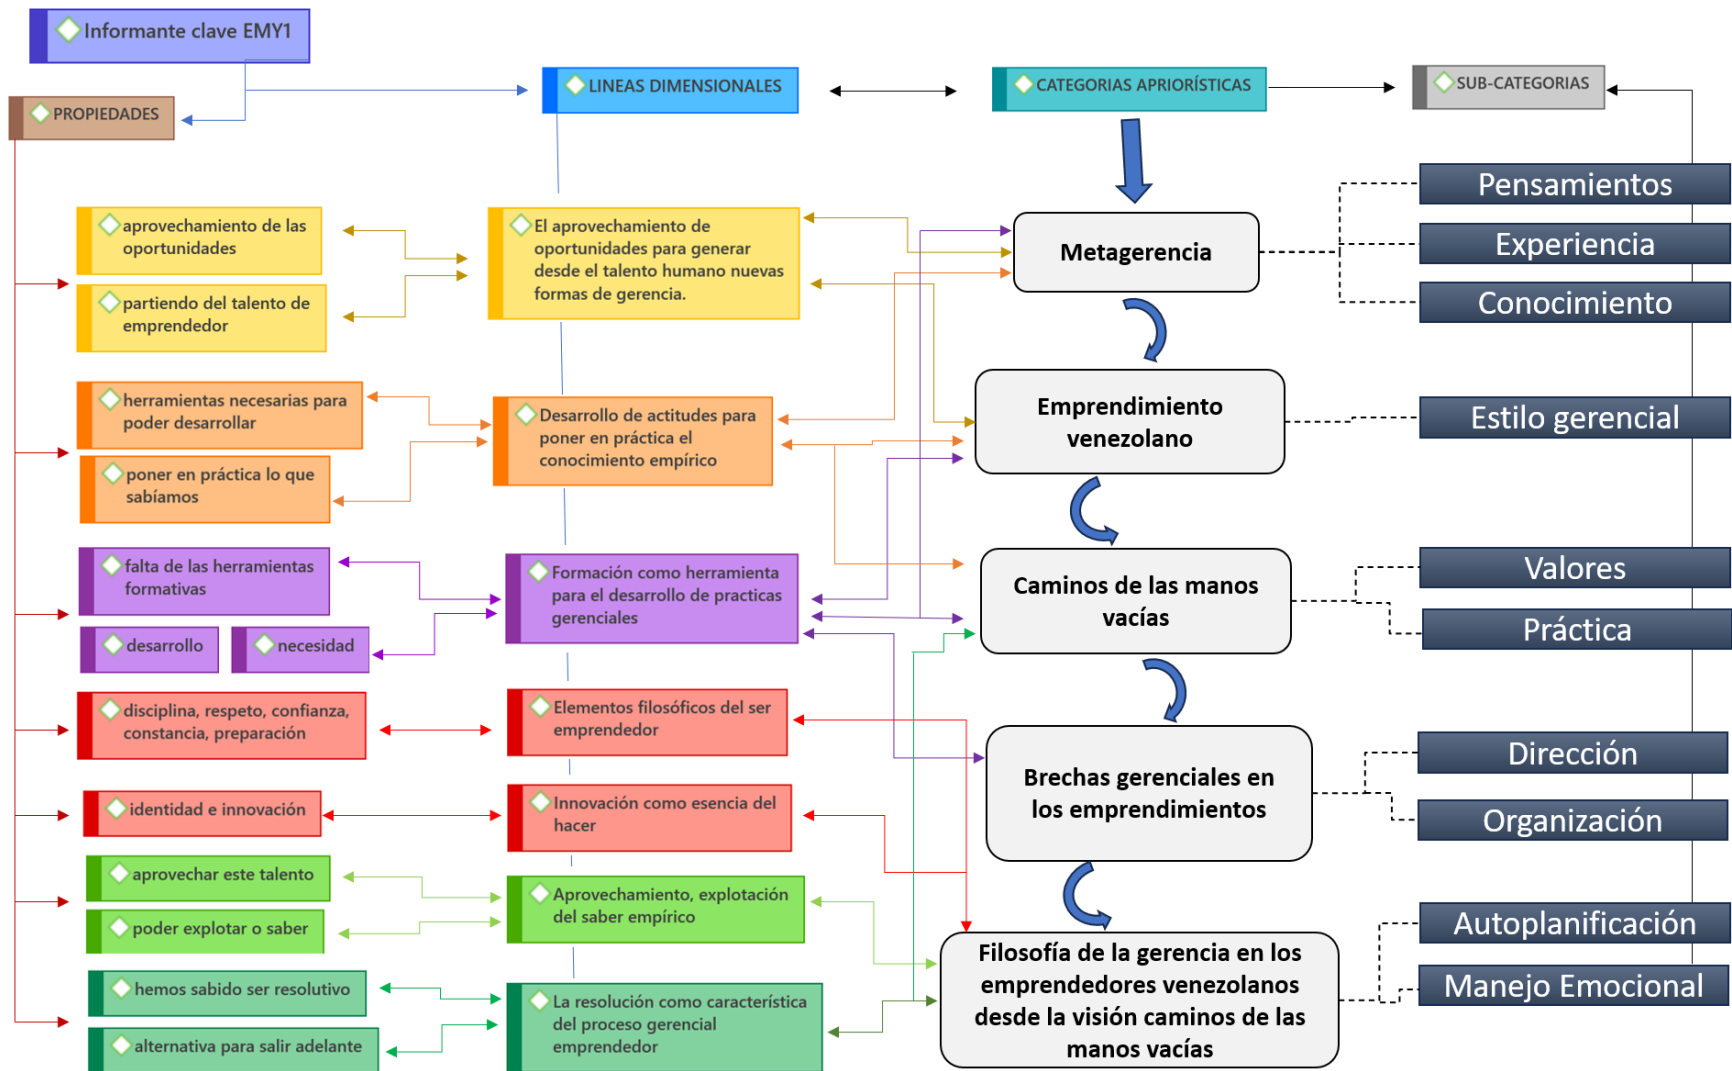 Informante clave EMY1
PROPIEDADES
LINEAS DIMENSIONALES
CATEGORIAS APRIORÍSTICAS
SUB-CATEGORIAS
aprovechamiento de las
oportunidades
partiendo del talento de
emprendedor
herramientas necesarias para
poder desarrollar
poner en práctica lo que
sabíamos
falta de las herramientas
formativas
desarrollo
necesidad
disciplina, respeto, confianza,
constancia, preparación
identidad e innovación
aprovechar este talento
poder explotar o saber
hemos sabido ser resolutivo
alternativa para salir adelante
El aprovechamiento de
oportunidades para generar
desde el talento humano nuevas
formas de gerencia.
Desarrollo de actitudes para
poner en práctica el
conocimiento empírico
Formación como herramienta
para el desarrollo de practicas
gerenciales
Elementos filosóficos del ser
emprendedor
Innovación como esencia del
hacer
Aprovechamiento, explotación
del saber empírico
La resolución como característica
del proceso gerencial
emprendedor
Metagerencia
Emprendimiento
venezolano
Caminos de las manos
vacías
Brechas gerenciales en
los emprendimientos
Filosofía de la gerencia en los
emprendedores venezolanos
desde la visión caminos de las
manos vacías
Pensamientos
Experiencia
Conocimiento
Estilo gerencial
Valores
Práctica
Dirección
Organización
Autoplanificación
Manejo Emocional